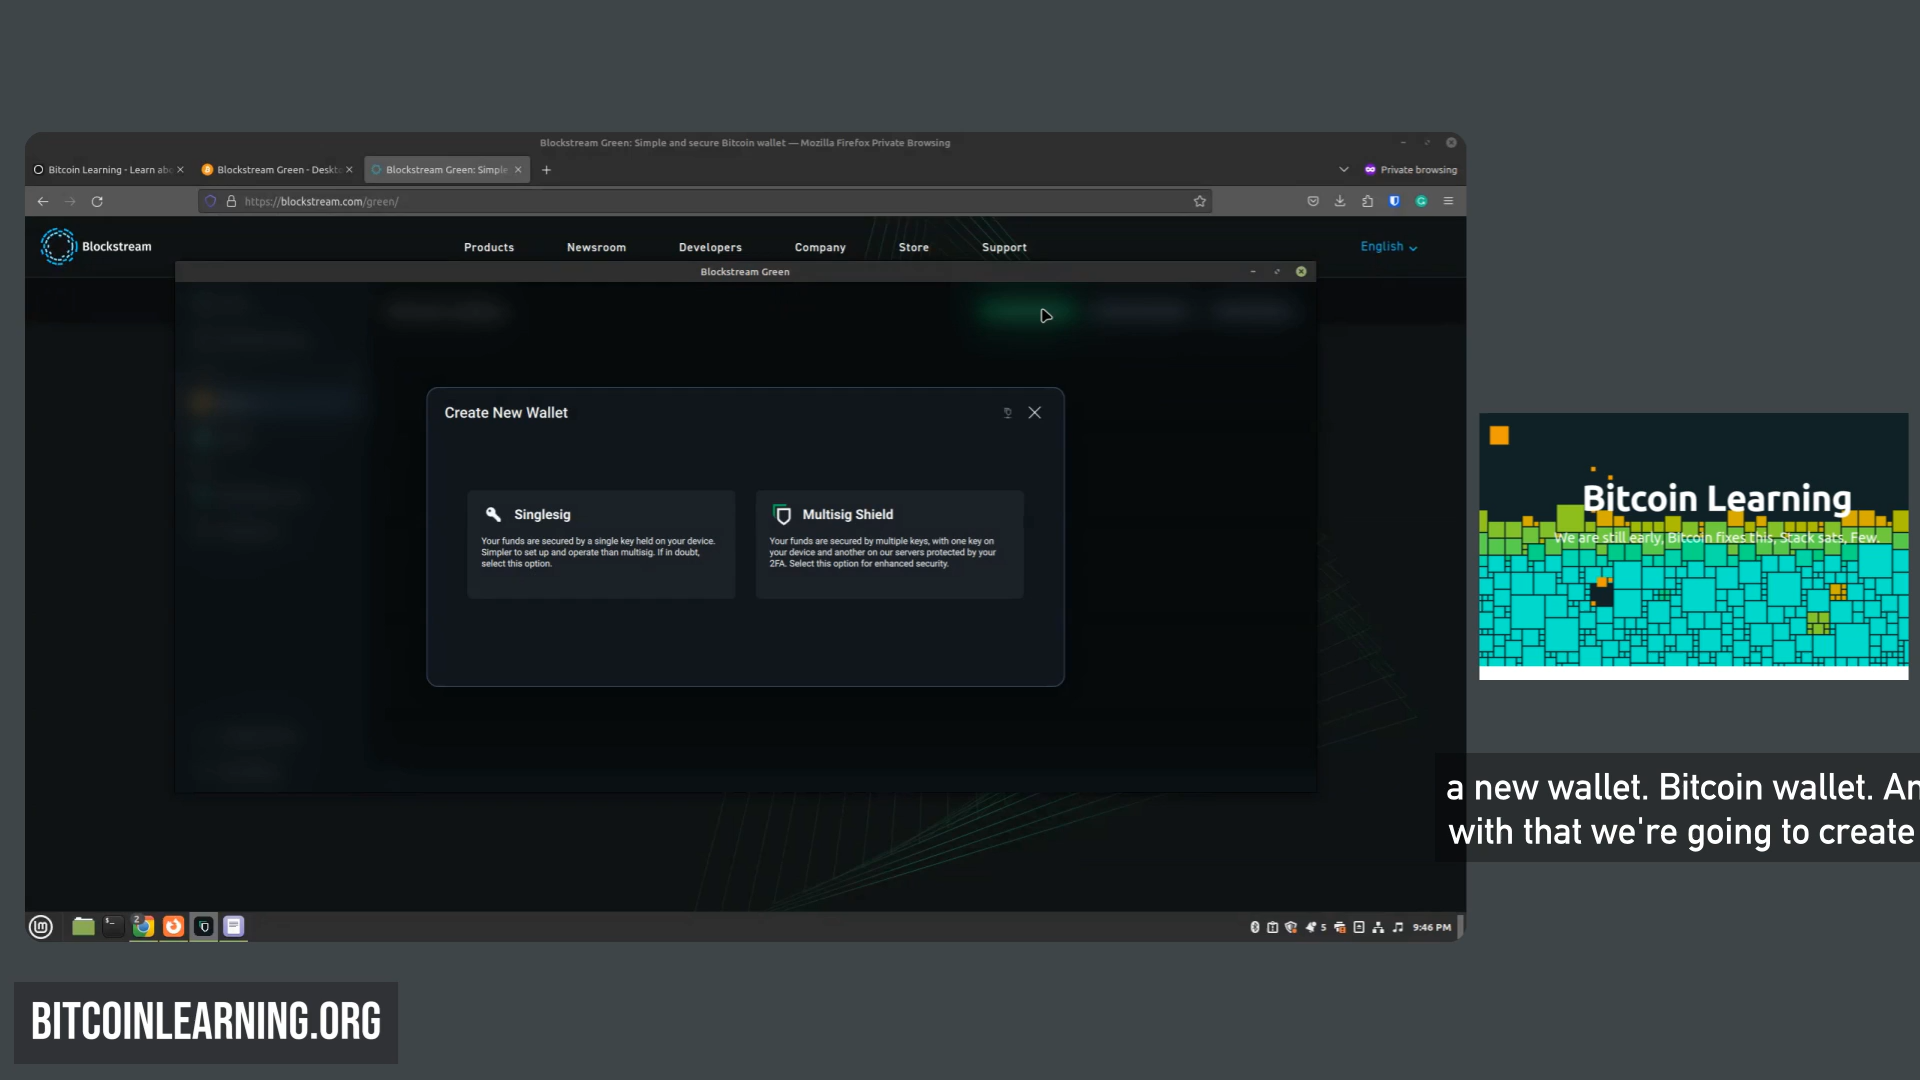 Blockstream Green: Simple and secure Bitcoin wallet — Mozilla Firefox Private Browsing
Bitcoin Learning - Learn abo
Blockstream Green - Deskto
Blockstream Green: Simple
Private browsing
https://blockstream.com/green/
Blockstream
Products
Newsroom
Developers
Company
Store
Support
English
Blockstream Green
Create New Wallet
Singlesig
Your funds are secured by a single key held on your device.
Simpler to set up and operate than multisig. If in doubt,
select this option.
Multisig Shield
Your funds are secured by multiple keys, with one key on
your device and another on our servers protected by your
2FA. Select this option for enhanced security.
Bitcoin Learning
We are still early, Bitcoin fixes this, Stack sats, Few.
a new wallet. Bitcoin wallet. An
with that we're going to create
2
5
9:46 PM
BITCOINLEARNING.ORG